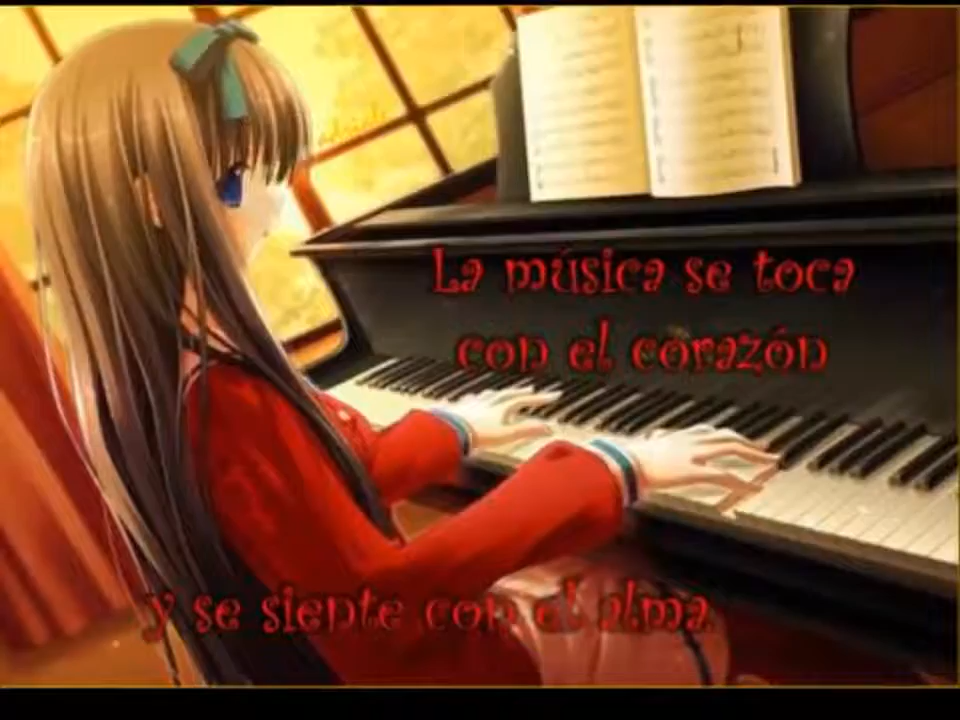 La música se toca
con el corazón
y se siente con el alma